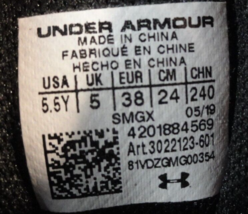 UNDER ARMOUR
MADE IN CHINA
FABRIQUÉ EN CHINE
HECHO EN CHINA
USA UK EUR CM CHN
5.5Y 5 38 24 240
SMGX 05/19
4201884569
Art.3022123-601
81VDZGMG00354